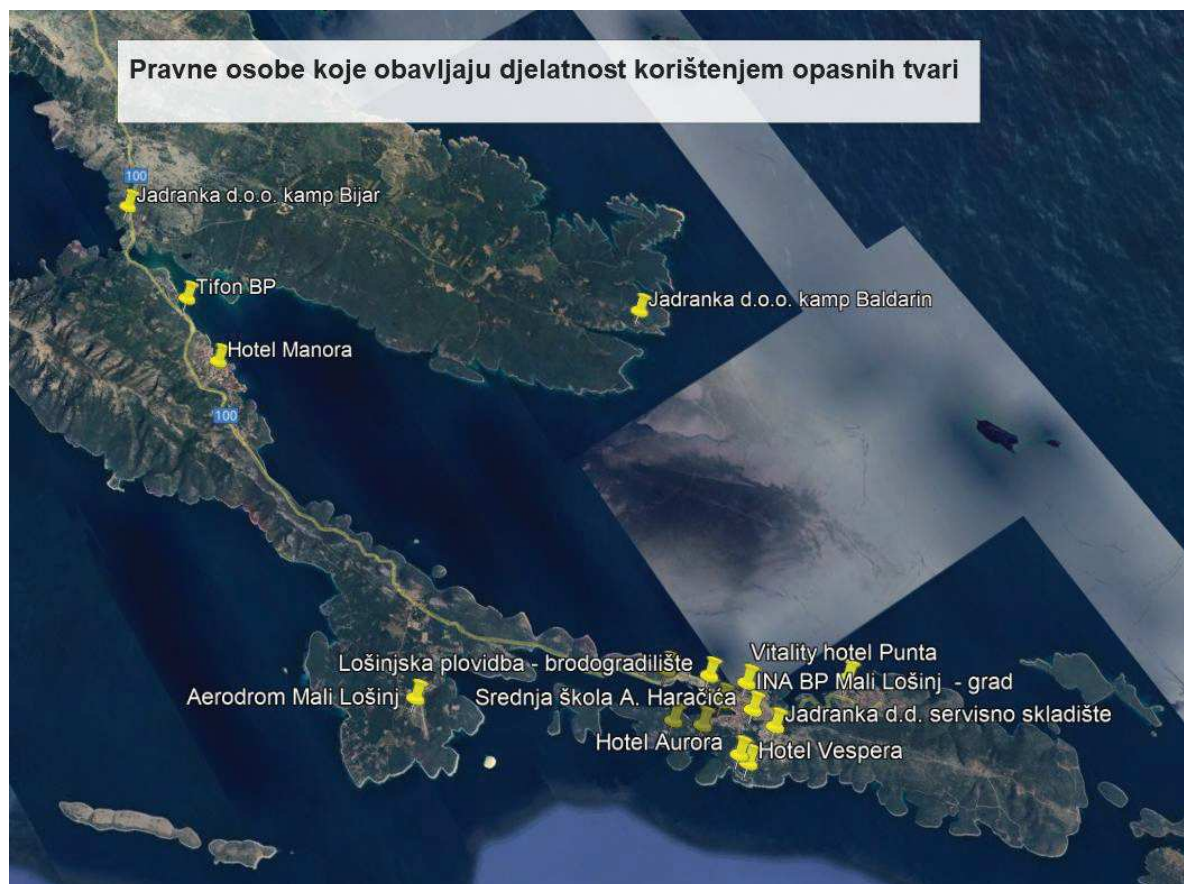 Pravne osobe koje obavljaju djelatnost korištenjem opasnih tvari
100
Jadranka d.o.o. kamp Bijar
Tifon BP
Jadranka d.o.o. kamp Baldarin
Hotel Manora
100
Vitality hotel Punta
Lošinjska plovidba - brodogradilište
INA BP Mali Lošinj - grad
Aerodrom Mali Lošinj
Srednja škola A. Haračića
Jadranka d.d. servisno skladište
Hotel Aurora
Hotel Vespera